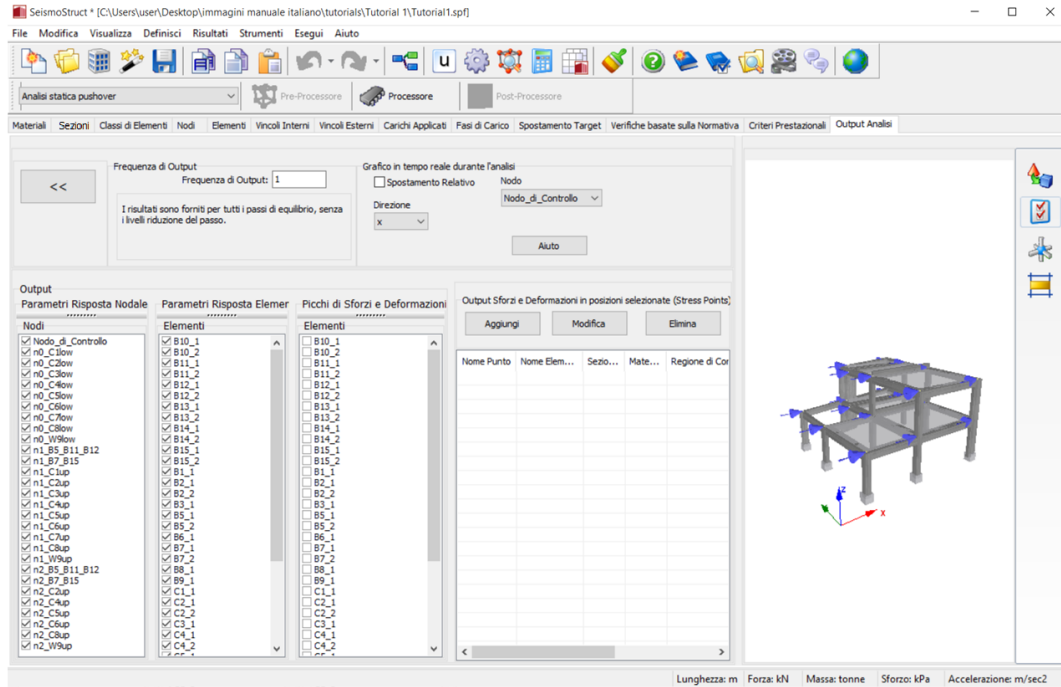 SeismoStruct * [C:\Users\user\Desktop\immagini manuale italiano\tutorials\Tutorial 1\Tutorial1.spf]
File Modifica Visualizza Definisci Risultati Strumenti Esegui Aiuto
u
?
Analisi statica pushover
Pre-Processore
Processore
Post-Processore
Materiali Sezioni Classi di Elementi Nodi Elementi Vincoli Interni Vincoli Esterni Carichi Applicati Fasi di Carico Spostamento Target Verifiche basate sulla Normativa Criteri Prestazionali Output Analisi
<<
Frequenza di Output
Frequenza di Output: 1
I risultati sono forniti per tutti i passi di equilibrio, senza
i livelli riduzione del passo.
Grafico in tempo reale durante l'analisi
Spostamento Relativo
Nodo
Nodo_di_Controllo
Direzione
x
Aiuto
Output
Parametri Risposta Nodale
Nodi
Nodo_di_Controllo
n0_C1low
n0_C2low
n0_C3low
n0_C4low
n0_C5low
n0_C6low
n0_C7low
n0_C8low
n0_W9low
n1_B5_B11_B12
n1_B7_B15
n1_C1up
n1_C2up
n1_C3up
n1_C4up
n1_C5up
n1_C6up
n1_C7up
n1_C8up
n1_W9up
n2_B5_B11_B12
n2_B7_B15
n2_C2up
n2_C4up
n2_C5up
n2_C6up
n2_C8up
n2_W9up
Parametri Risposta Elemer
Elementi
B10_1
B10_2
B11_1
B11_2
B12_1
B12_2
B13_1
B13_2
B14_1
B14_2
B15_1
B15_2
B1_1
B2_1
B2_2
B3_1
B5_1
B5_2
B6_1
B7_1
B7_2
B8_1
B9_1
C1_1
C2_1
C2_2
C3_1
C4_1
C4_2
Picchi di Sforzi e Deformazioni
Elementi
B10_1
B10_2
B11_1
B11_2
B12_1
B12_2
B13_1
B13_2
B14_1
B14_2
B15_1
B15_2
B1_1
B2_1
B2_2
B3_1
B5_1
B5_2
B6_1
B7_1
B7_2
B8_1
B9_1
C1_1
C2_1
C2_2
C3_1
C4_1
C4_2
Output Sforzi e Deformazioni in posizioni selezionate (Stress Points)
Aggiungi Modifica Elimina
Nome Punto Nome Elem... Sezio... Mate... Regione di Cor
z
x
Lunghezza: m Forza: kN Massa: tonne Sforzo: kPa Accelerazione: m/sec2